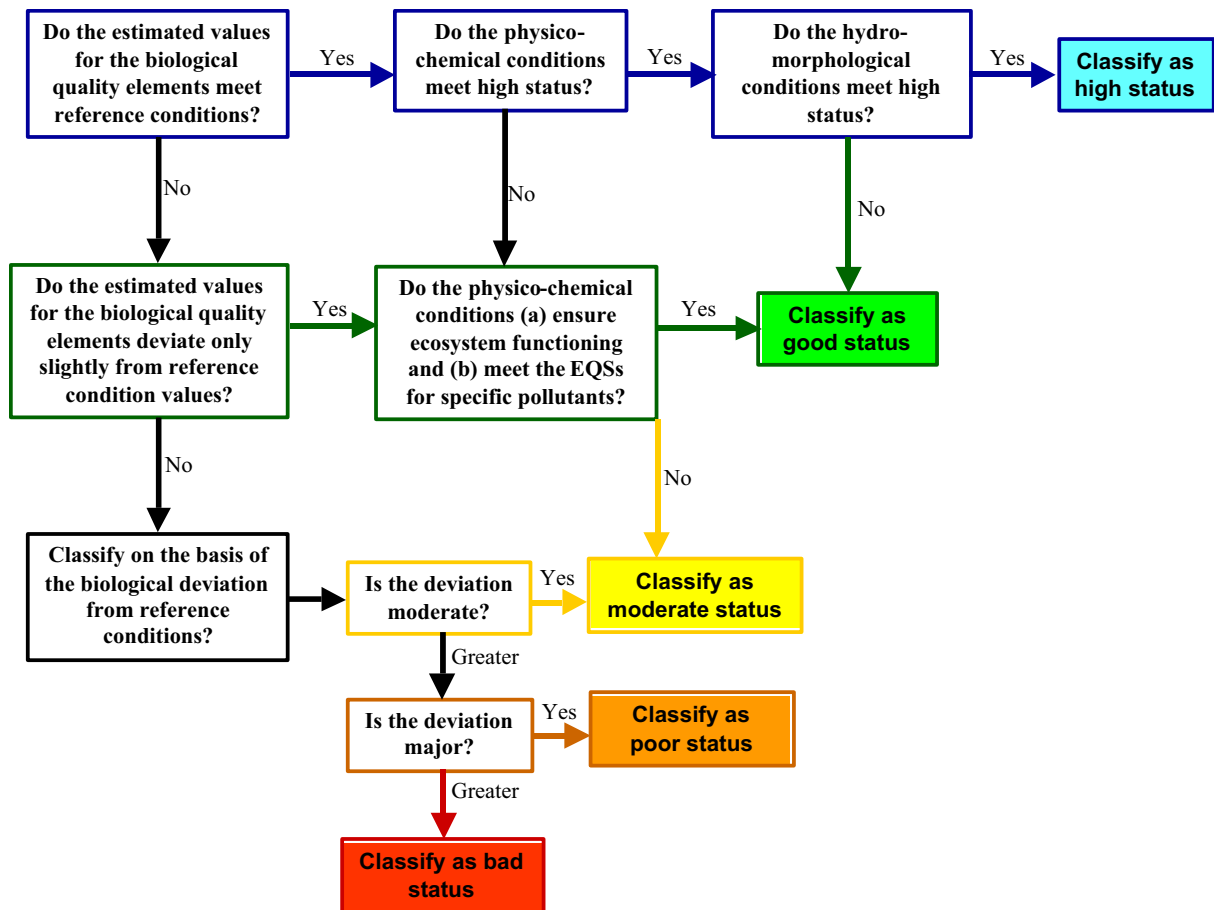 Do the estimated values
for the biological
quality elements meet
reference conditions?
Yes
Do the physico-
chemical conditions
meet high status?
Yes
Do the hydro-
morphological
conditions meet high
status?
Yes
Classify as
high status
No
No
No
Do the estimated values
for the biological quality
elements deviate only
slightly from reference
condition values?
Yes
Do the physico-chemical
conditions (a) ensure
ecosystem functioning
and (b) meet the EQSs
for specific pollutants?
Yes
Classify as
good status
No
No
Classify on the basis of
the biological deviation
from reference
conditions?
Is the deviation
moderate?
Yes
Classify as
moderate status
Greater
Is the deviation
major?
Yes
Classify as
poor status
Greater
Classify as bad
status